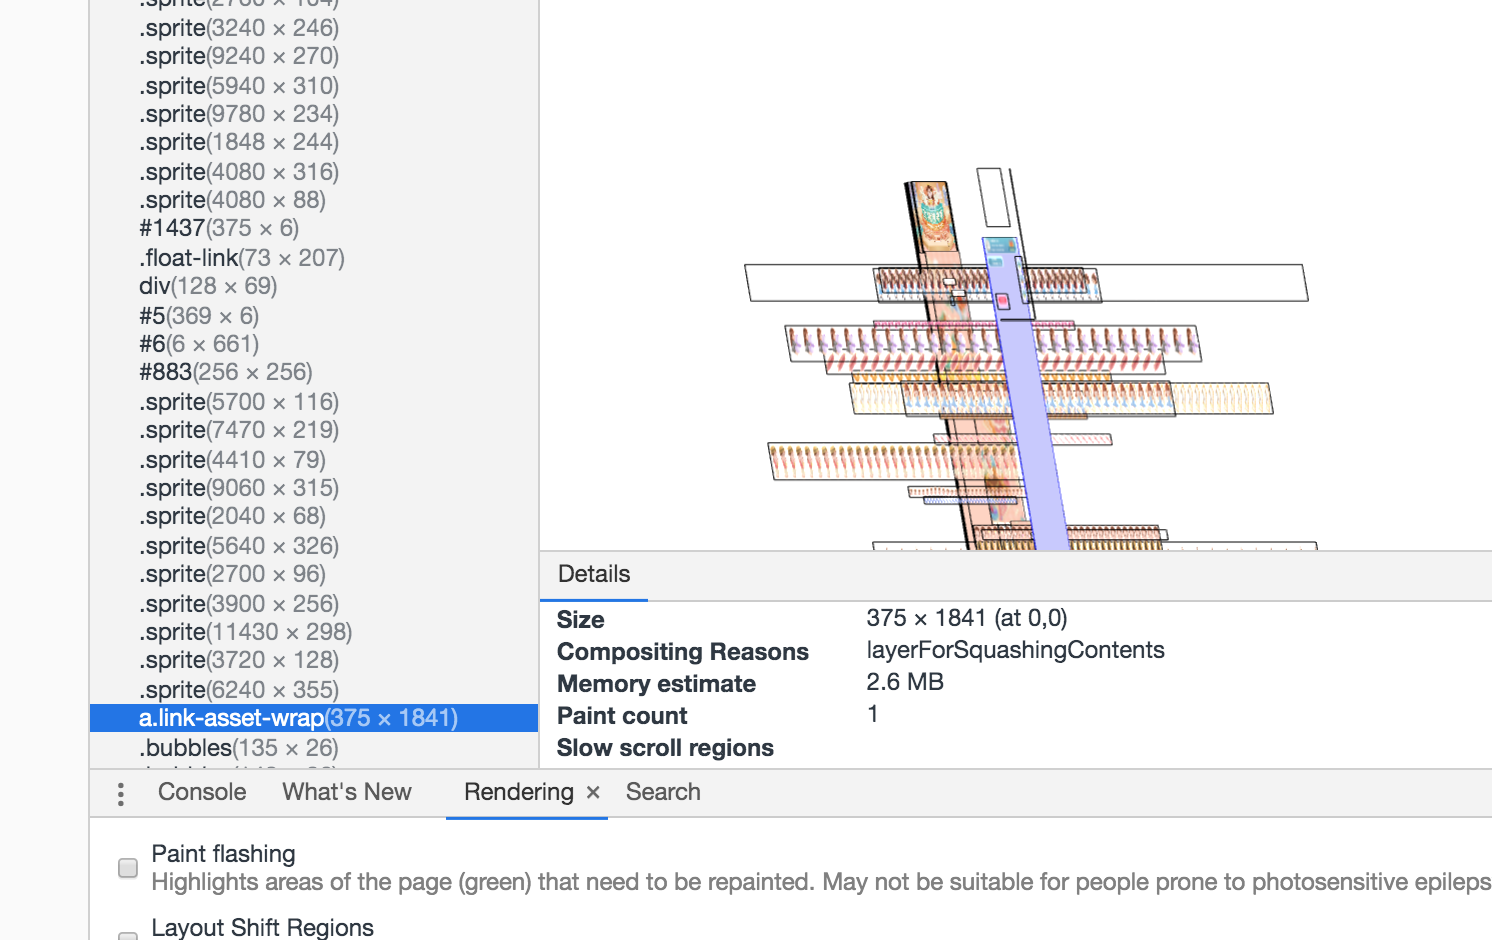 .sprite(3240 × 246)
.sprite(9240 × 270)
.sprite(5940 × 310)
.sprite(9780 × 234)
.sprite(1848 × 244)
.sprite(4080 × 316)
.sprite(4080 × 88)
#1437(375 × 6)
.float-link(73 × 207)
div(128 × 69)
#5(369 × 6)
#6(6 × 661)
#883(256 × 256)
.sprite(5700 × 116)
.sprite(7470 × 219)
.sprite(4410 × 79)
.sprite(9060 × 315)
.sprite(2040 × 68)
.sprite(5640 × 326)
.sprite(2700 × 96)
.sprite(3900 × 256)
.sprite(11430 × 298)
.sprite(3720 × 128)
.sprite(6240 × 355)
a.link-asset-wrap(375 × 1841)
.bubbles(135 × 26)
Details
Size 375 × 1841 (at 0,0)
Compositing Reasons layerForSquashingContents
Memory estimate 2.6 MB
Paint count 1
Slow scroll regions
Console What's New Rendering × Search
Paint flashing
Highlights areas of the page (green) that need to be repainted. May not be suitable for people prone to photosensitive epileps
Layout Shift Regions